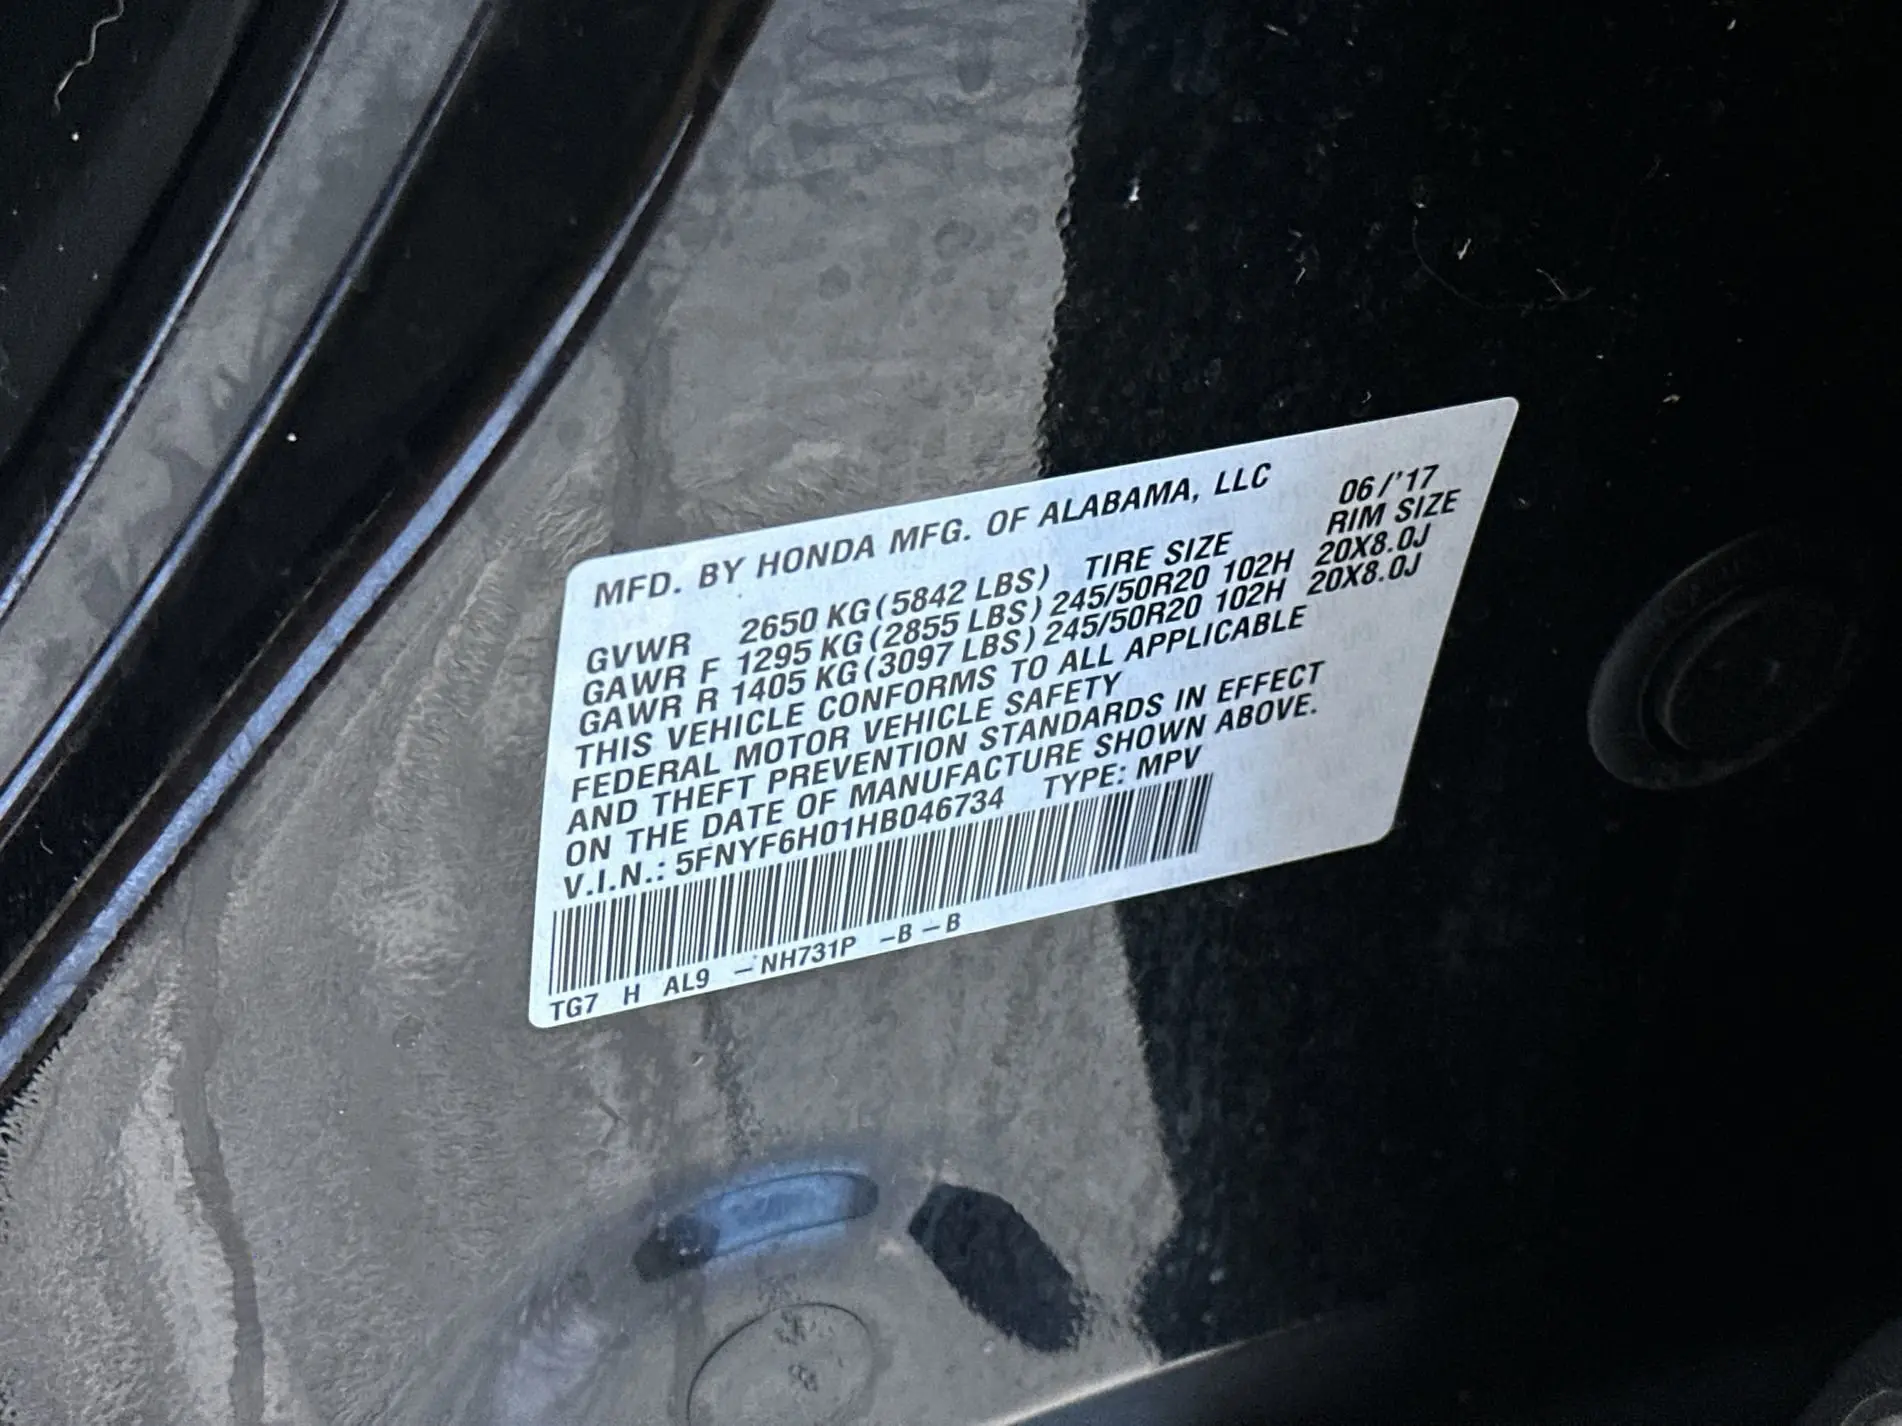 MFD. BY HONDA MFG. OF ALABAMA, LLC 06/'17
GVWR 2650 KG (5842 LBS) TIRE SIZE RIM SIZE
GAWR F 1295 KG (2855 LBS) 245/50R20 102H 20X8.0J
GAWR R 1405 KG (3097 LBS) 245/50R20 102H 20X8.0J
THIS VEHICLE CONFORMS TO ALL APPLICABLE
FEDERAL MOTOR VEHICLE SAFETY
AND THEFT PREVENTION STANDARDS IN EFFECT
ON THE DATE OF MANUFACTURE SHOWN ABOVE.
V.I.N.: 5FNYF6H01HB046734 TYPE: MPV
TG7 H AL9 –NH731P –B –B